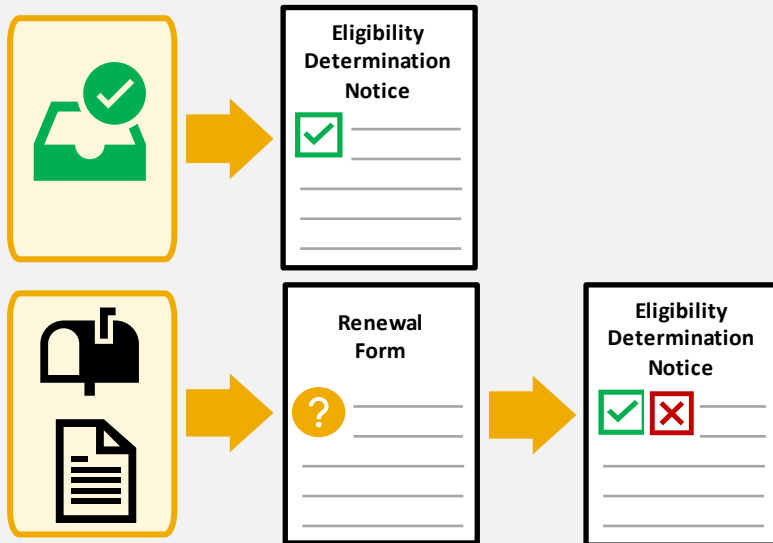 Eligibility
Determination
Notice
Renewal
Form
?
Eligibility
Determination
Notice